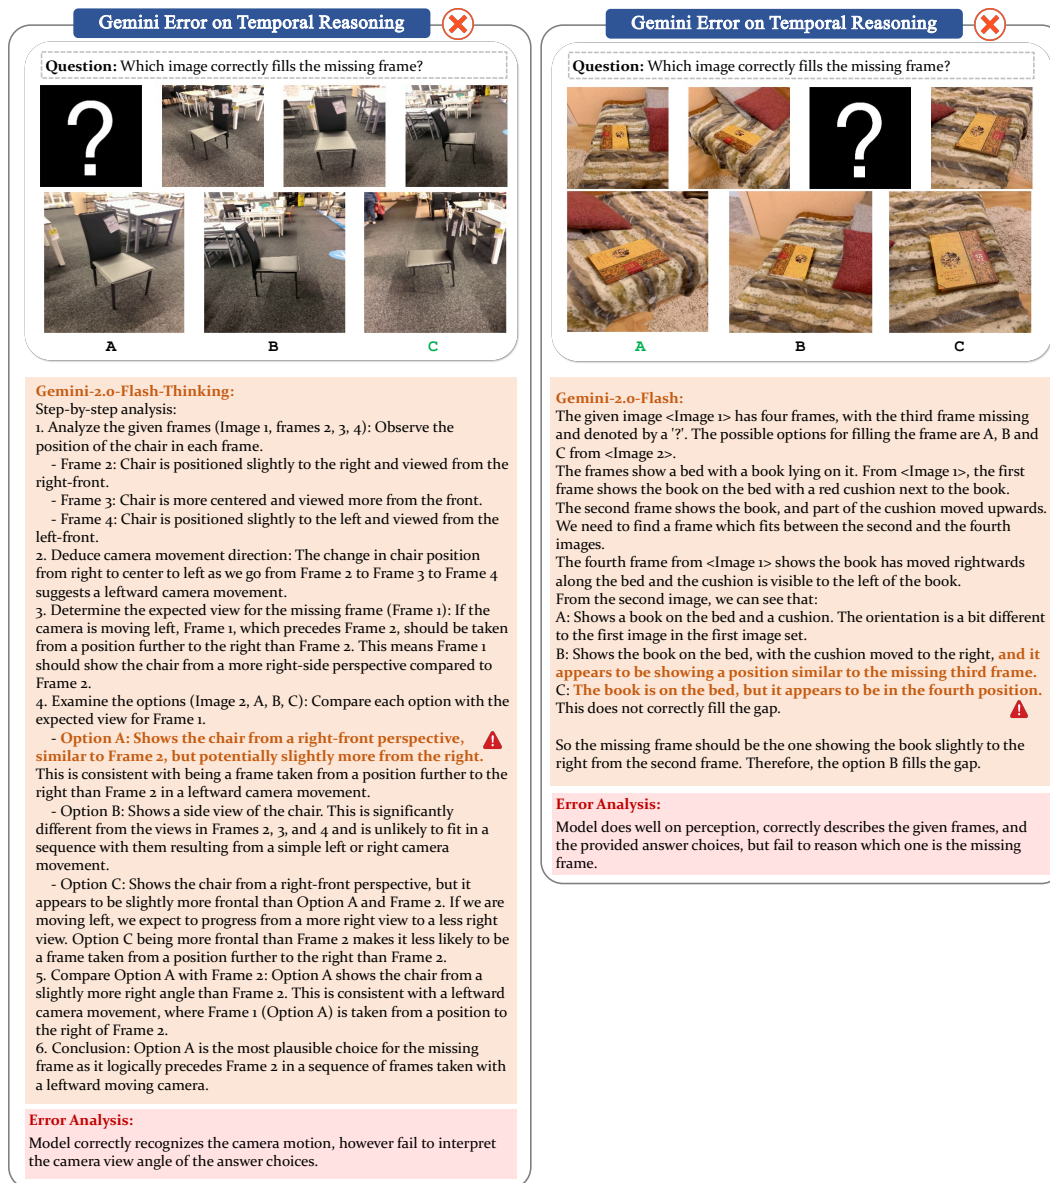 Gemini Error on Temporal Reasoning
Question: Which image correctly fills the missing frame?
?
A
B
C
Gemini-2.0-Flash-Thinking:
Step-by-step analysis:
1. Analyze the given frames (Image 1, frames 2, 3, 4): Observe the
position of the chair in each frame.
- Frame 2: Chair is positioned slightly to the right and viewed from the
right-front.
- Frame 3: Chair is more centered and viewed more from the front.
- Frame 4: Chair is positioned slightly to the left and viewed from the
left-front.
2. Deduce camera movement direction: The change in chair position
from right to center to left as we go from Frame 2 to Frame 3 to Frame 4
suggests a leftward camera movement.
3. Determine the expected view for the missing frame (Frame 1): If the
camera is moving left, Frame 1, which precedes Frame 2, should be taken
from a position further to the right than Frame 2. This means Frame 1
should show the chair from a more right-side perspective compared to
Frame 2.
4. Examine the options (Image 2, A, B, C): Compare each option with the
expected view for Frame 1.
- Option A: Shows the chair from a right-front perspective,
similar to Frame 2, but potentially slightly more from the right.
This is consistent with being a frame taken from a position further to the
right than Frame 2 in a leftward camera movement.
- Option B: Shows a side view of the chair. This is significantly
different from the views in Frames 2, 3, and 4 and is unlikely to fit in a
sequence with them resulting from a simple left or right camera
movement.
- Option C: Shows the chair from a right-front perspective, but it
appears to be slightly more frontal than Option A and Frame 2. If we are
moving left, we expect to progress from a more right view to a less right
view. Option C being more frontal than Frame 2 makes it less likely to be
a frame taken from a position further to the right than Frame 2.
5. Compare Option A with Frame 2: Option A shows the chair from a
slightly more right angle than Frame 2. This is consistent with a leftward
camera movement, where Frame 1 (Option A) is taken from a position to
the right of Frame 2.
6. Conclusion: Option A is the most plausible choice for the missing
frame as it logically precedes Frame 2 in a sequence of frames taken with
a leftward moving camera.
Error Analysis:
Model correctly recognizes the camera motion, however fail to interpret
the camera view angle of the answer choices.
Gemini Error on Temporal Reasoning
Question: Which image correctly fills the missing frame?
?
A
B
C
Gemini-2.0-Flash:
The given image <Image 1> has four frames, with the third frame missing
and denoted by a '?'. The possible options for filling the frame are A, B and
C from <Image 2>.
The frames show a bed with a book lying on it. From <Image 1>, the first
frame shows the book on the bed with a red cushion next to the book.
The second frame shows the book, and part of the cushion moved upwards.
We need to find a frame which fits between the second and the fourth
images.
The fourth frame from <Image 1> shows the book has moved rightwards
along the bed and the cushion is visible to the left of the book.
From the second image, we can see that:
A: Shows a book on the bed and a cushion. The orientation is a bit different
to the first image in the first image set.
B: Shows the book on the bed, with the cushion moved to the right, and it
appears to be showing a position similar to the missing third frame.
C: The book is on the bed, but it appears to be in the fourth position.
This does not correctly fill the gap.
So the missing frame should be the one showing the book slightly to the
right from the second frame. Therefore, the option B fills the gap.
Error Analysis:
Model does well on perception, correctly describes the given frames, and
the provided answer choices, but fail to reason which one is the missing
frame.